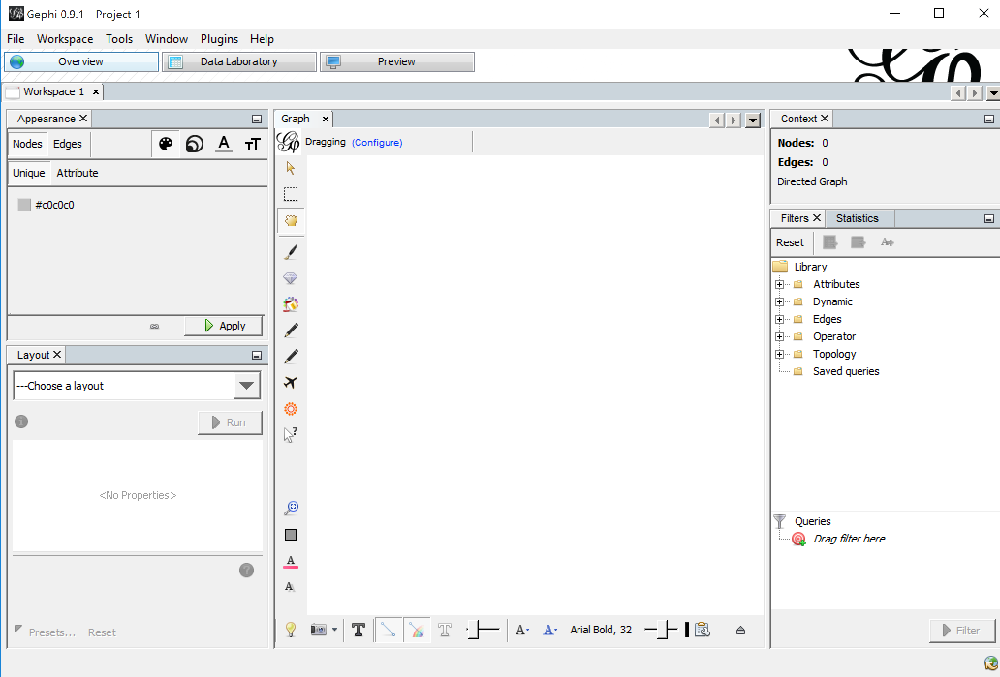 Gephi 0.9.1 - Project 1
File Workspace Tools Window Plugins Help
Overview Data Laboratory Preview
Workspace 1
Appearance
Nodes Edges
Unique Attribute
#c0c0c0
Apply
Layout
---Choose a layout
Run
<No Properties>
Presets... Reset
Graph
Dragging (Configure)
Arial Bold, 32
Context
Nodes: 0
Edges: 0
Directed Graph
Filters Statistics
Reset
Library
Attributes
Dynamic
Edges
Operator
Topology
Saved queries
Queries
Drag filter here
Filter